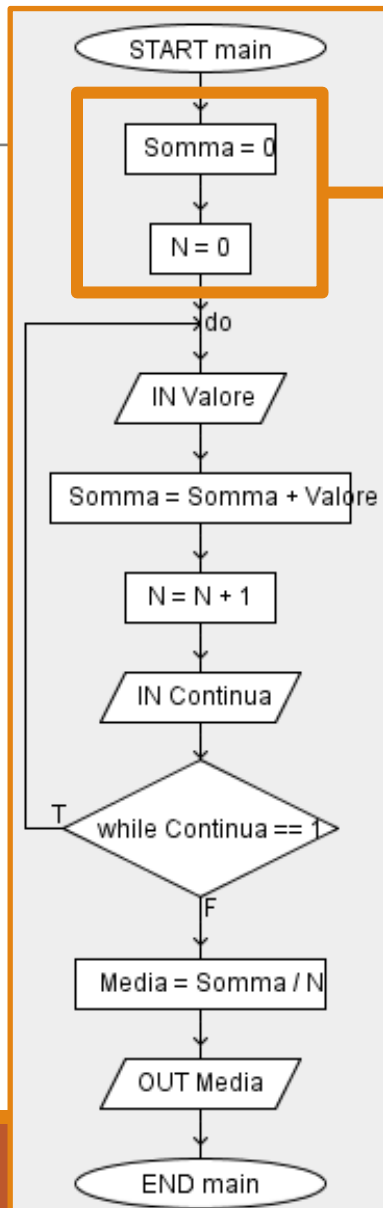 START main
Somma = 0
N = 0
do
IN Valore
Somma = Somma + Valore
N = N + 1
IN Continua
T
while Continua == 1
F
Media = Somma / N
OUT Media
END main